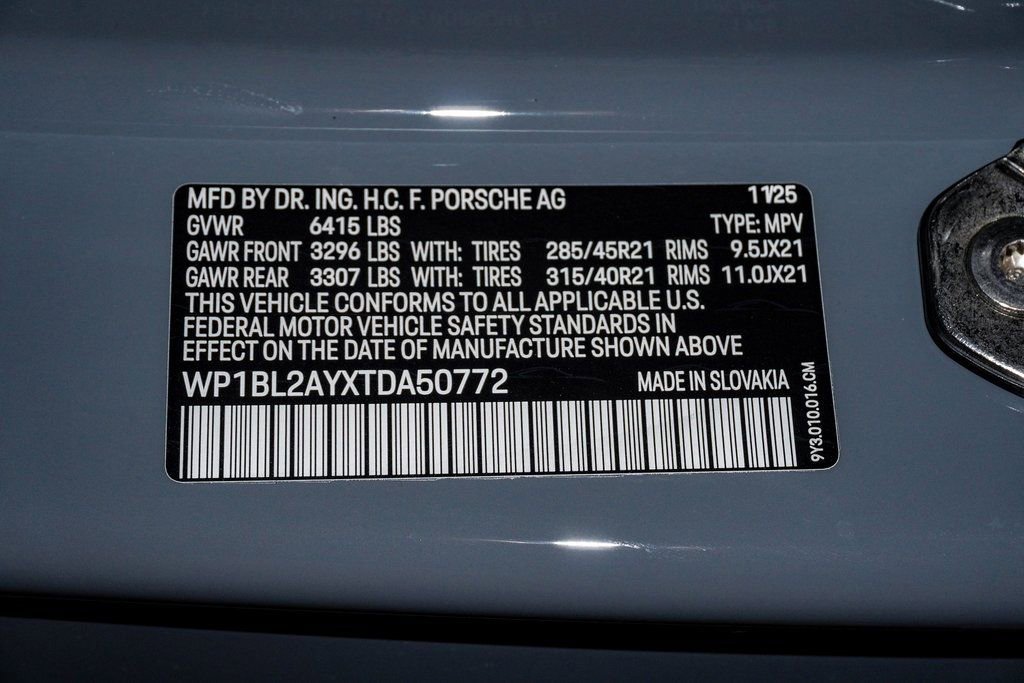 MFD BY DR. ING. H.C. F. PORSCHE AG 11/25
GVWR 6415 LBS TYPE: MPV
GAWR FRONT 3296 LBS WITH: TIRES 285/45R21 RIMS 9.5JX21
GAWR REAR 3307 LBS WITH: TIRES 315/40R21 RIMS 11.0JX21
THIS VEHICLE CONFORMS TO ALL APPLICABLE U.S.
FEDERAL MOTOR VEHICLE SAFETY STANDARDS IN
EFFECT ON THE DATE OF MANUFACTURE SHOWN ABOVE
WP1BL2AYXTDA50772 MADE IN SLOVAKIA
9Y3.010.016.CM